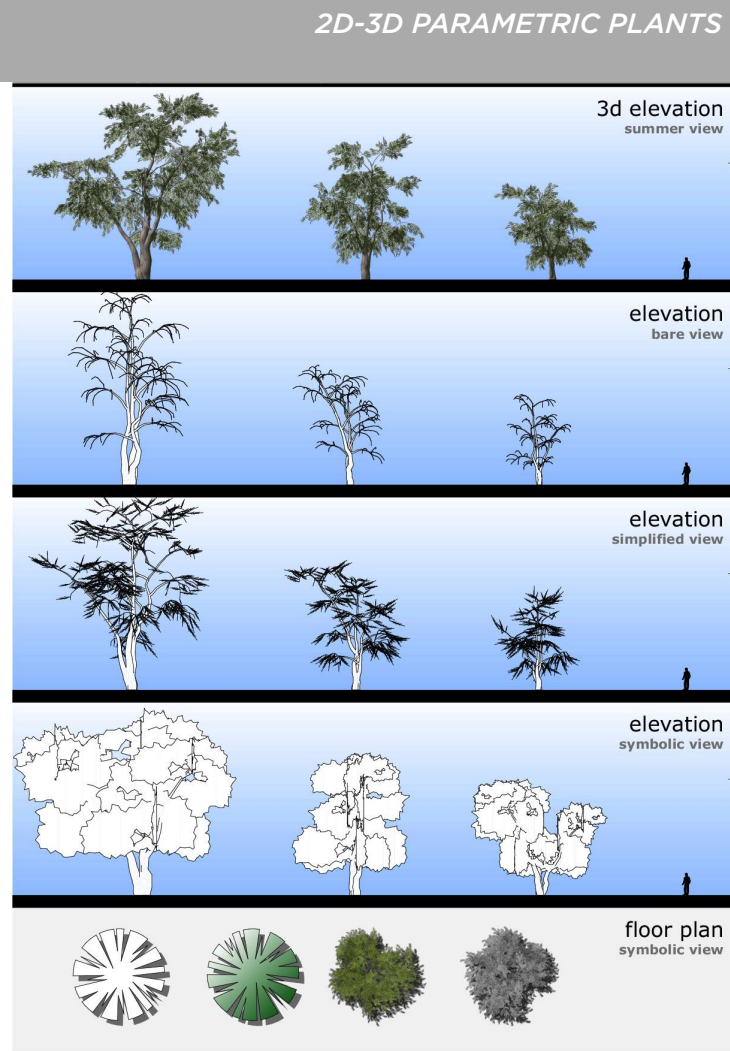 2D-3D PARAMETRIC PLANTS
3d elevation
summer view
elevation
bare view
elevation
simplified view
elevation
symbolic view
floor plan
symbolic view